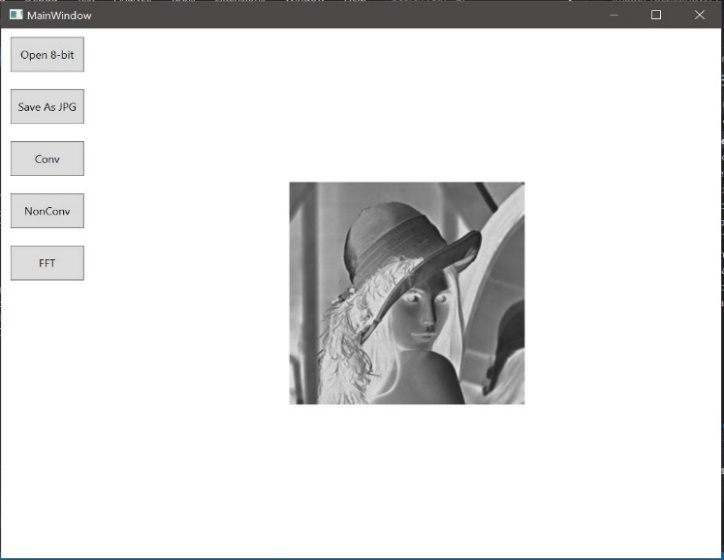 MainWindow
Open 8-bit
Save As JPG
Conv
NonConv
FFT